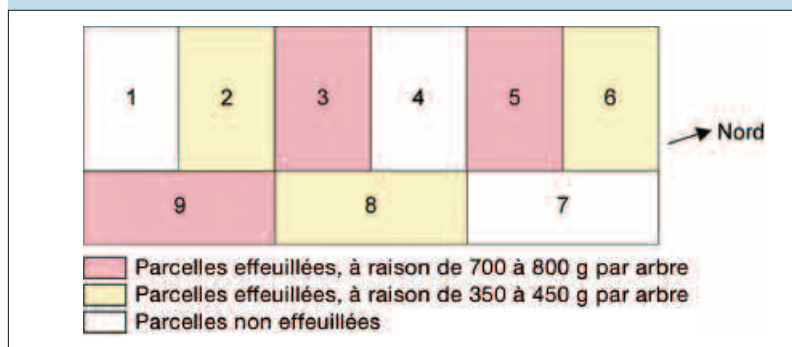 1 2 3 4 5 6
Nord
9 8 7
Parcelles effeuillées, à raison de 700 à 800 g par arbre
Parcelles effeuillées, à raison de 350 à 450 g par arbre
Parcelles non effeuillées